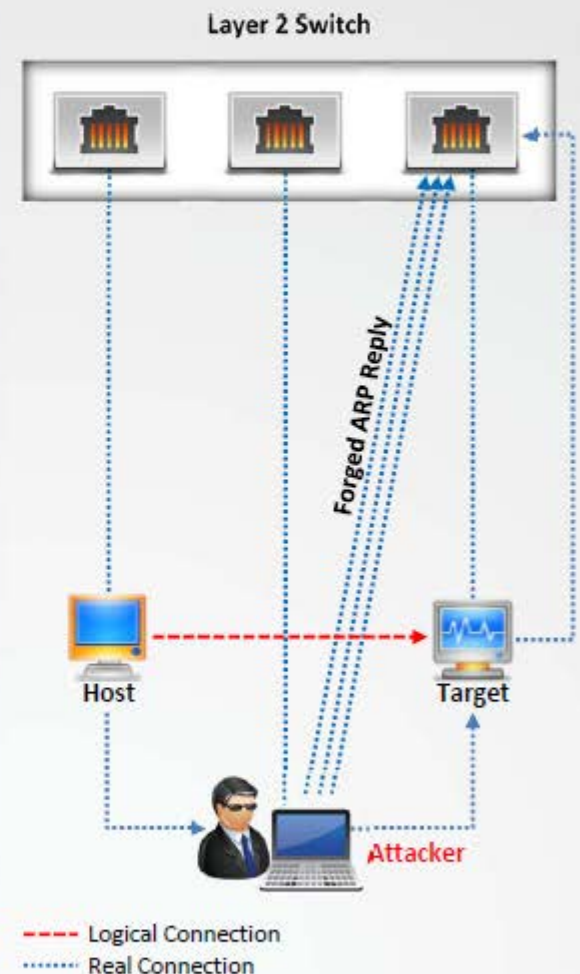 Layer 2 Switch
Forged ARP Reply
Host
Target
Attacker
Logical Connection
Real Connection